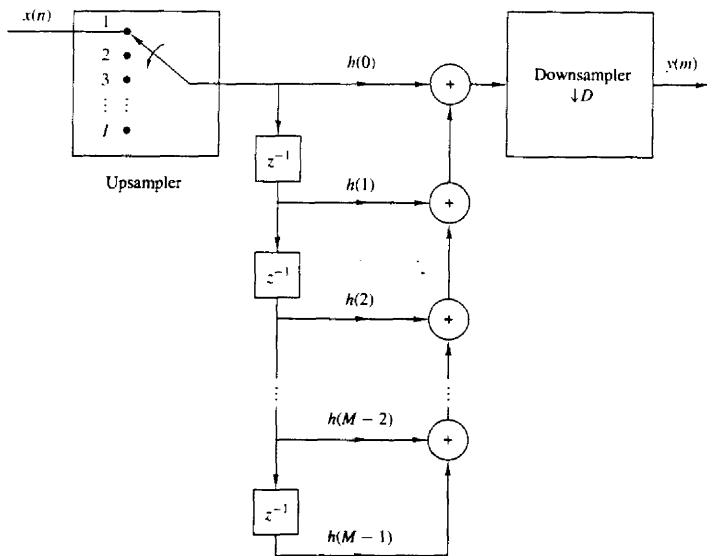 x(n)
1
2
3
⋮ ⋮
I
Upsampler
h(0)
Downsampler
↓D
y(m)
z⁻¹
h(1)
z⁻¹
h(2)
h(M − 2)
z⁻¹
h(M − 1)
+
+
+
+